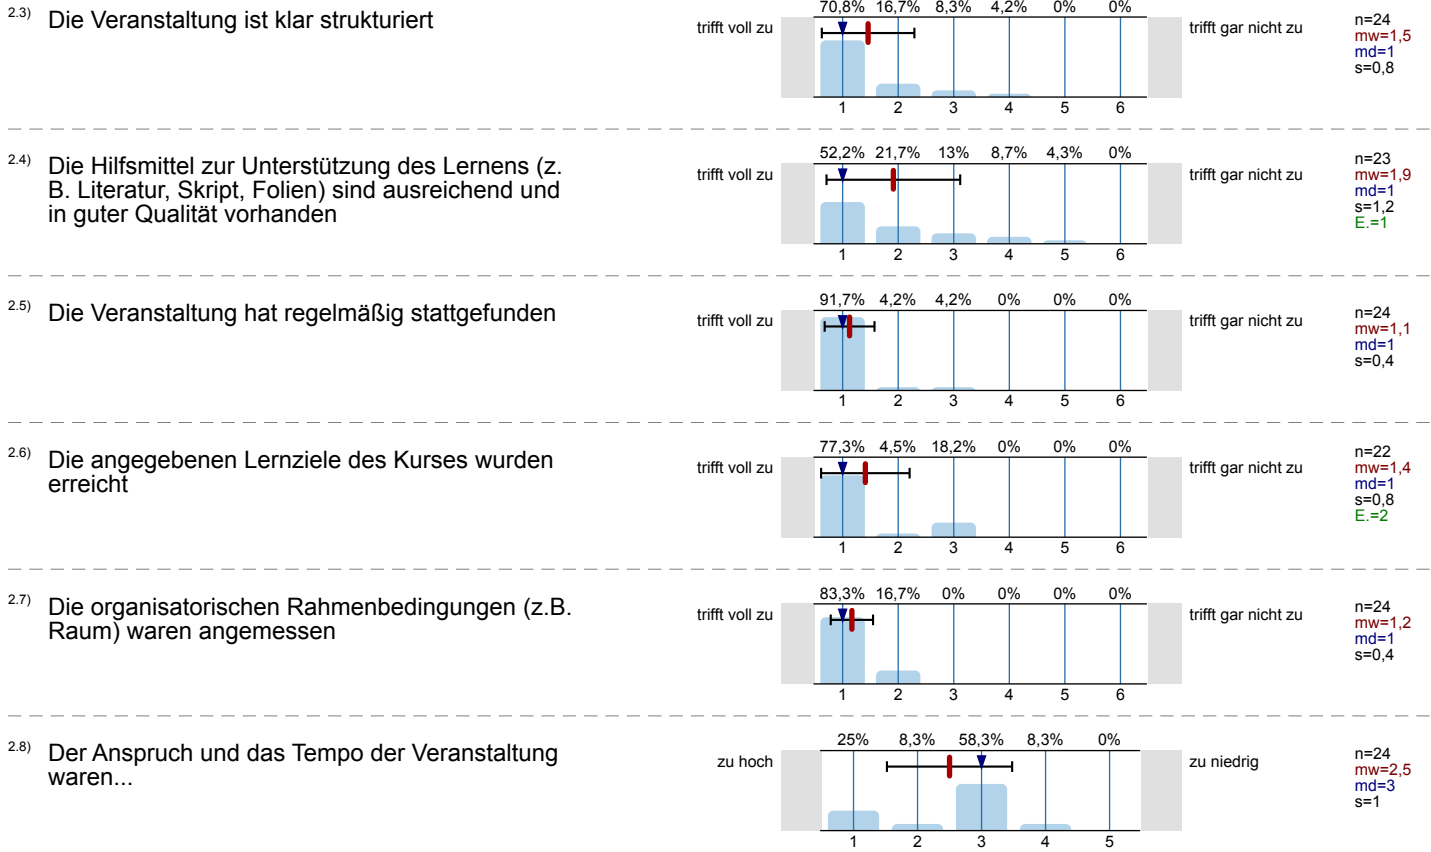 2.3) Die Veranstaltung ist klar strukturiert
trifft voll zu
70,8% 16,7% 8,3% 4,2% 0% 0%
1 2 3 4 5 6
trifft gar nicht zu
n=24
mw=1,5
md=1
s=0,8
2.4) Die Hilfsmittel zur Unterstützung des Lernens (z.
B. Literatur, Skript, Folien) sind ausreichend und
in guter Qualität vorhanden
trifft voll zu
52,2% 21,7% 13% 8,7% 4,3% 0%
1 2 3 4 5 6
trifft gar nicht zu
n=23
mw=1,9
md=1
s=1,2
E.=1
2.5) Die Veranstaltung hat regelmäßig stattgefunden
trifft voll zu
91,7% 4,2% 4,2% 0% 0% 0%
1 2 3 4 5 6
trifft gar nicht zu
n=24
mw=1,1
md=1
s=0,4
2.6) Die angegebenen Lernziele des Kurses wurden
erreicht
trifft voll zu
77,3% 4,5% 18,2% 0% 0% 0%
1 2 3 4 5 6
trifft gar nicht zu
n=22
mw=1,4
md=1
s=0,8
E.=2
2.7) Die organisatorischen Rahmenbedingungen (z.B.
Raum) waren angemessen
trifft voll zu
83,3% 16,7% 0% 0% 0% 0%
1 2 3 4 5 6
trifft gar nicht zu
n=24
mw=1,2
md=1
s=0,4
2.8) Der Anspruch und das Tempo der Veranstaltung
waren...
zu hoch
25% 8,3% 58,3% 8,3% 0%
1 2 3 4 5
zu niedrig
n=24
mw=2,5
md=3
s=1